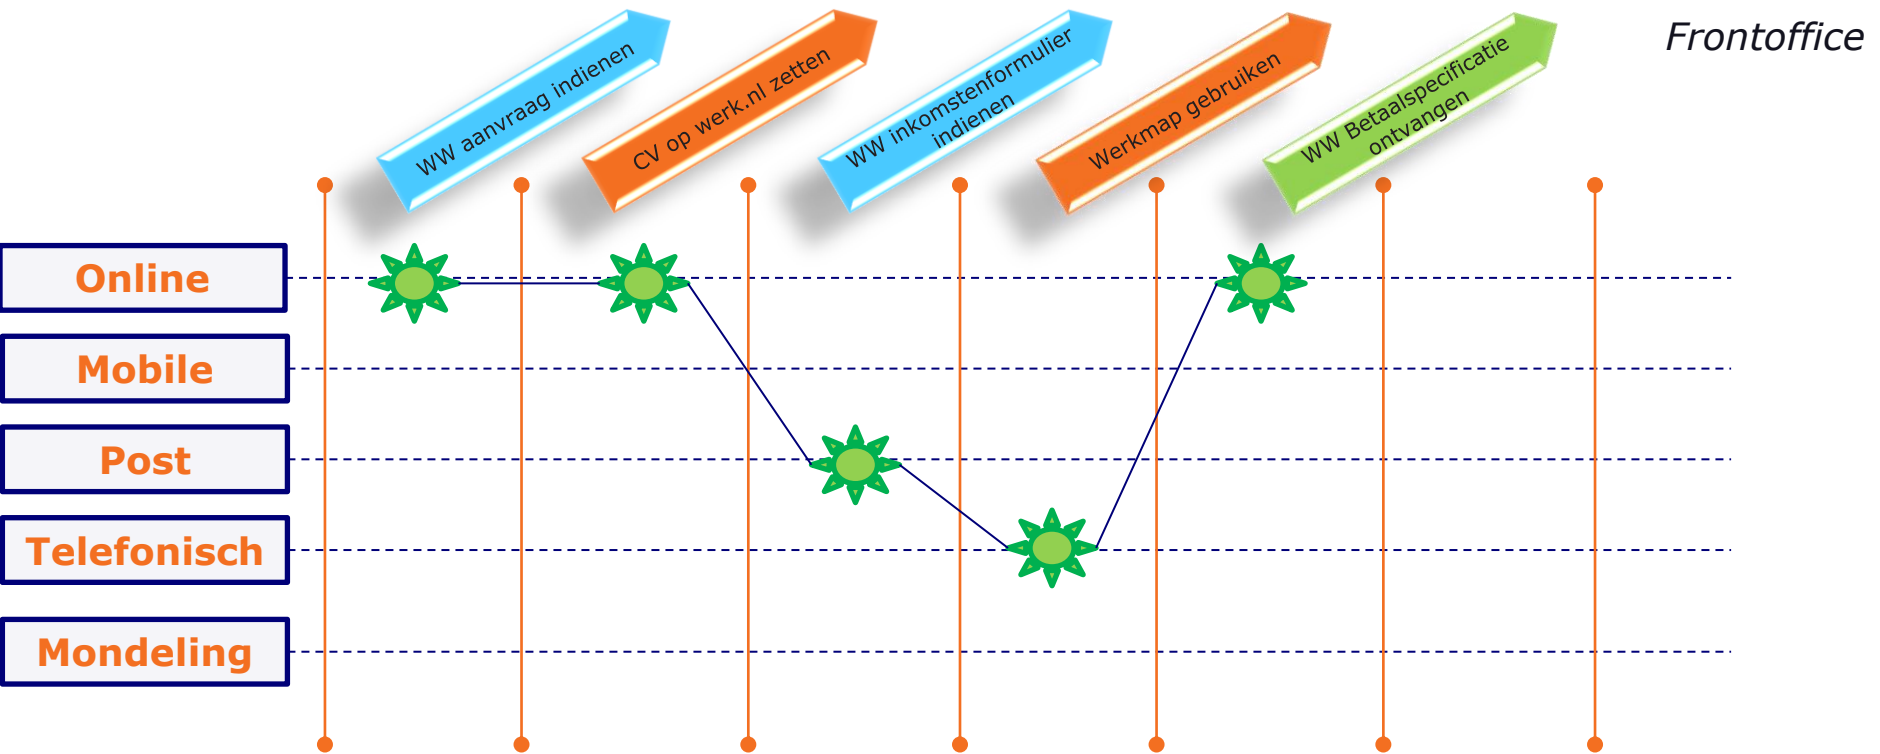 Frontoffice
WW aanvraag indienen
CV op werk.nl zetten
WW inkomstenformulier
indienen
Werkmap gebruiken
WW Betaalspecificatie
ontvangen
Online
Mobile
Post
Telefonisch
Mondeling